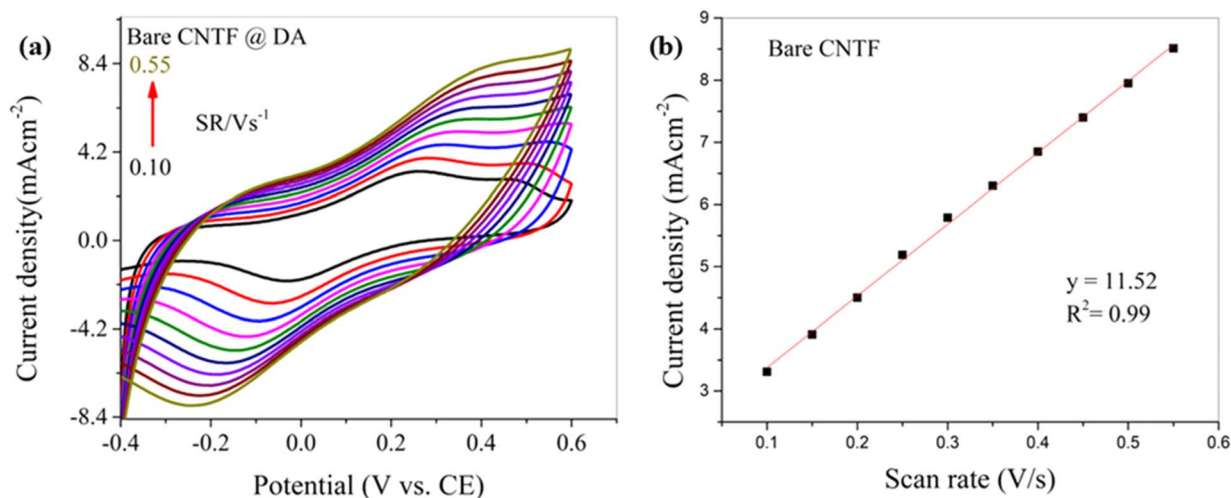 (a)
Bare CNTF @ DA
0.55
SR/Vs-1
0.10
8.4
4.2
0.0
-4.2
-8.4
Current density(mAcm-2)
-0.4 -0.2 0.0 0.2 0.4 0.6
Potential (V vs. CE)
(b)
Bare CNTF
9
8
7
6
5
4
3
Current density (mAcm-2)
y = 11.52
R2= 0.99
0.1 0.2 0.3 0.4 0.5 0.6
Scan rate (V/s)